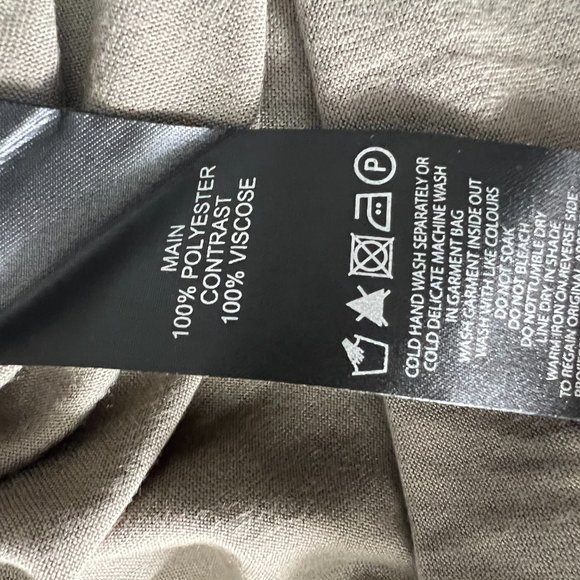 MAIN
100% POLYESTER
CONTRAST
100% VISCOSE
P
COLD HAND WASH SEPARATELY OR
COLD DELICATE MACHINE WASH
IN GARMENT BAG
WASH GARMENT INSIDE OUT
WASH WITH LIKE COLOURS
DO NOT SOAK
DO NOT BLEACH
DO NOT TUMBLE DRY
LINE DRY IN SHADE
WARM IRON ON REVERSE SIDE
TO REGAIN ORIGINAL